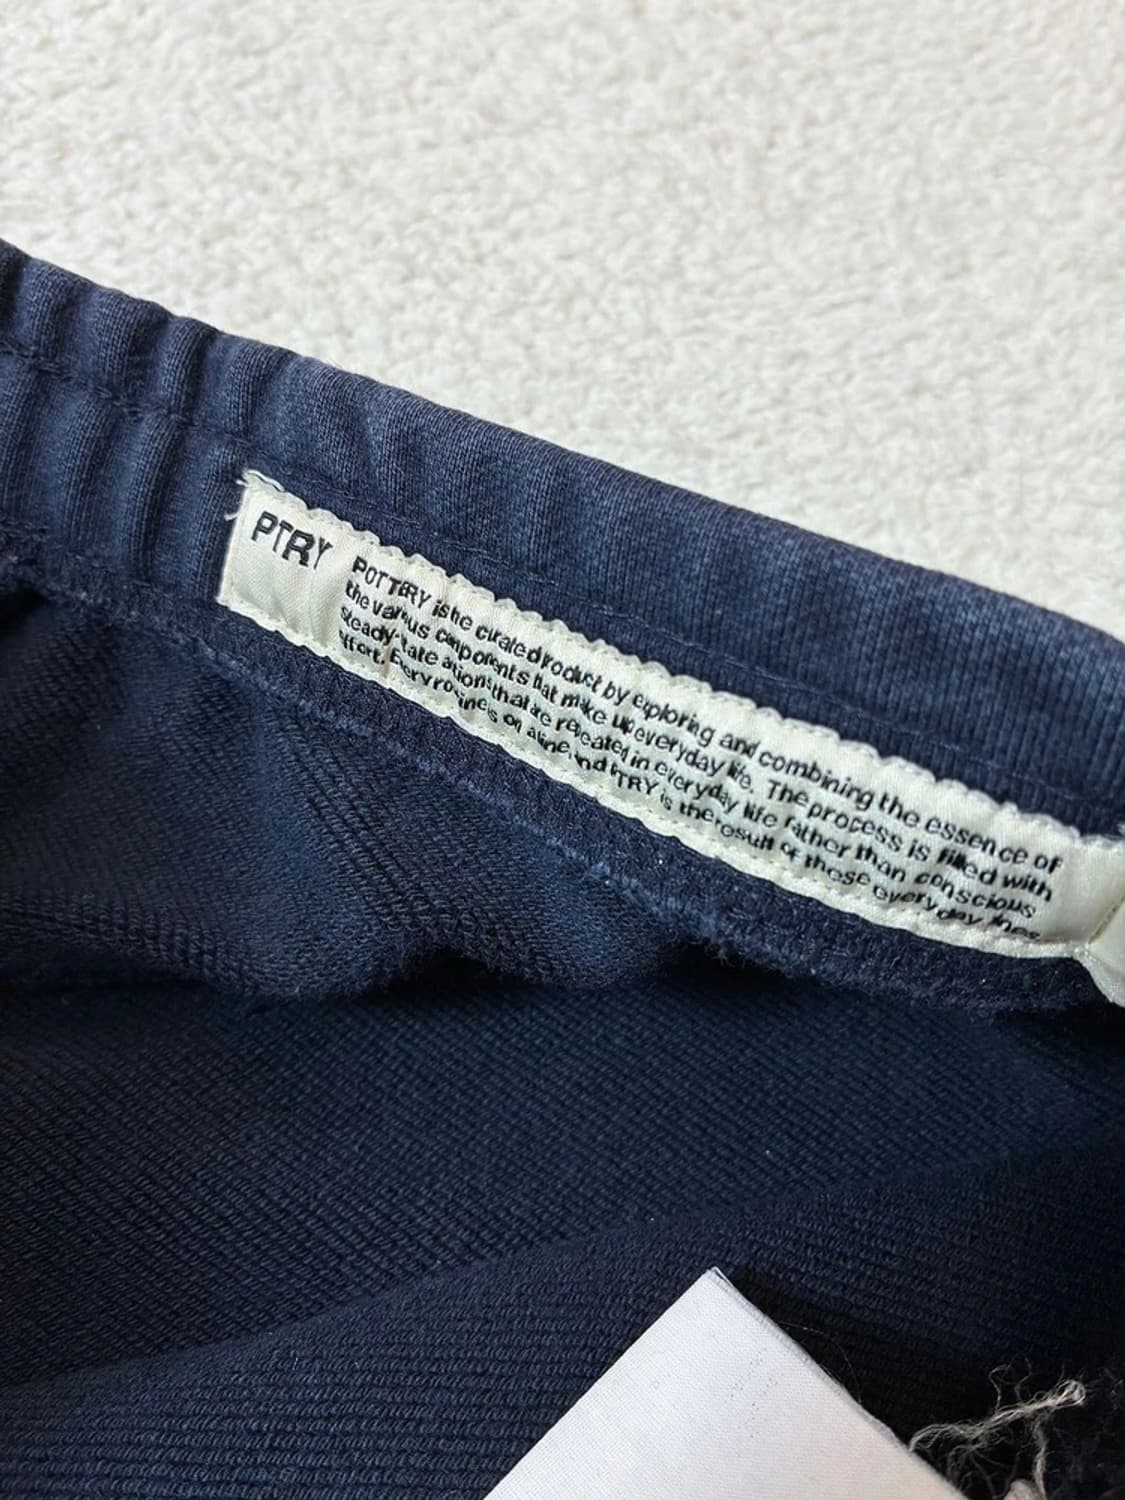 PTRY
POTTERY is the curated product by exploring and combining the essence of
the various components that make up everyday life. The process is filled with
steady-state actions that are repeated in everyday life rather than conscious
effort. Every routine is on a line, and PTRY is the result of these everyday lines.